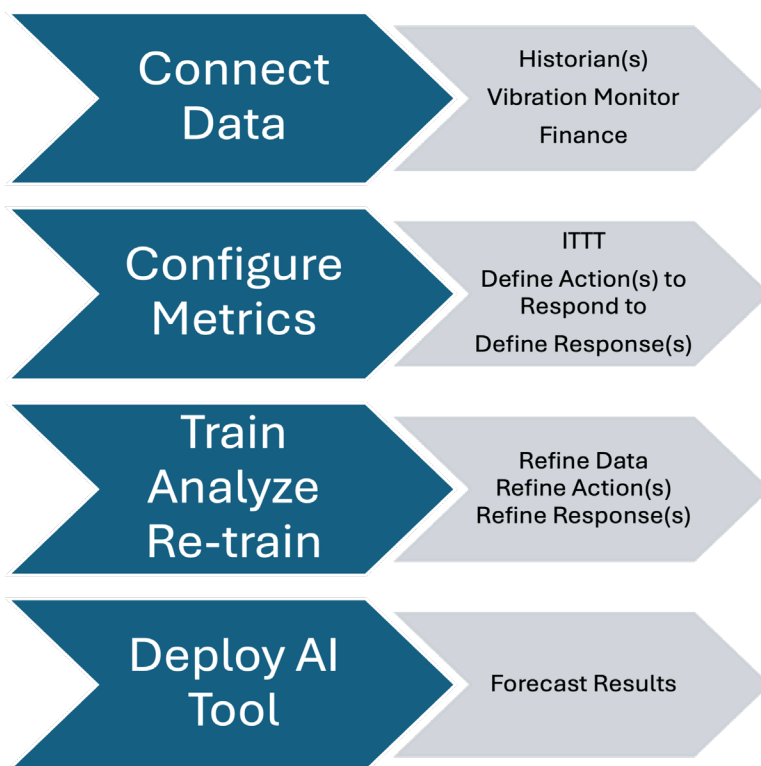 Connect
Data
Historian(s)
Vibration Monitor
Finance
Configure
Metrics
ITTT
Define Action(s) to
Respond to
Define Response(s)
Train
Analyze
Re-train
Refine Data
Refine Action(s)
Refine Response(s)
Deploy AI
Tool
Forecast Results